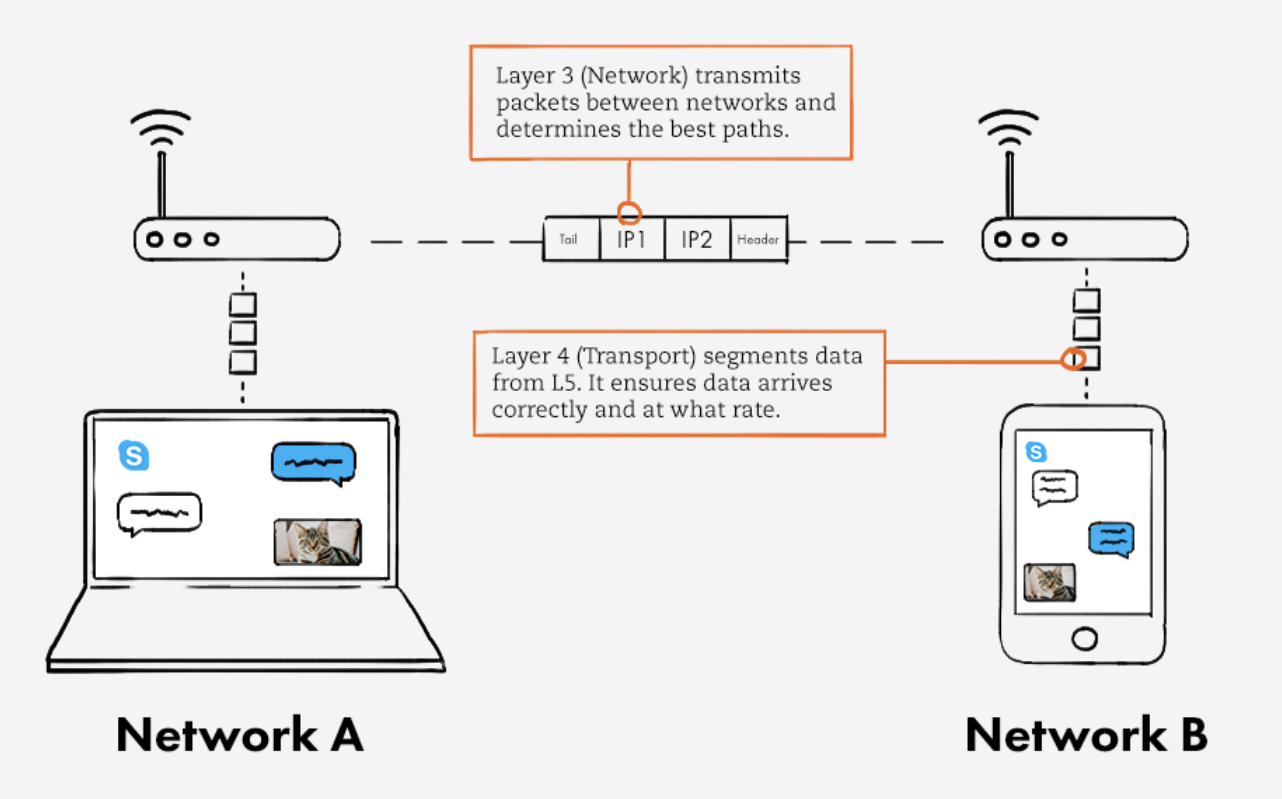 Layer 3 (Network) transmits
packets between networks and
determines the best paths.
Tail IP1 IP2 Header
Layer 4 (Transport) segments data
from L5. It ensures data arrives
correctly and at what rate.
S
S
Network A
Network B